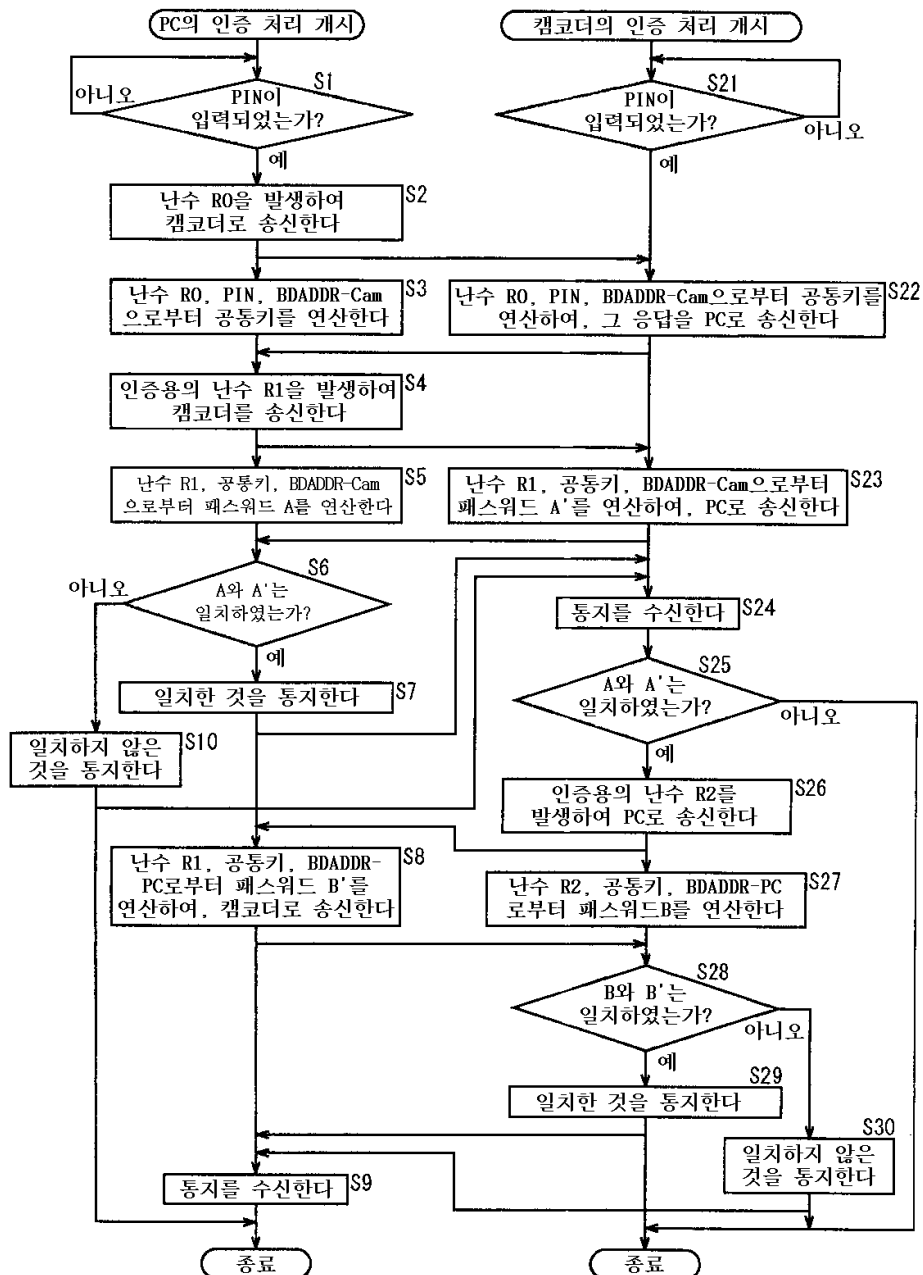 PC의 인증 처리 개시
캠코더의 인증 처리 개시
S1
아니오
PIN이
입력되었는가?
예
S21
PIN이
입력되었는가?
아니오
예
난수 R0을 발생하여
캠코더로 송신한다
S2
난수 R0, PIN, BDADDR-Cam
으로부터 공통키를 연산한다
S3
난수 R0, PIN, BDADDR-Cam으로부터 공통키를
연산하여, 그 응답을 PC로 송신한다
S22
인증용의 난수 R1을 발생하여
캠코더를 송신한다
S4
난수 R1, 공통키, BDADDR-Cam
으로부터 패스워드 A를 연산한다
S5
난수 R1, 공통키, BDADDR-Cam으로부터
패스워드 A'를 연산하여, PC로 송신한다
S23
S6
아니오
A와 A'는
일치하였는가?
예
통지를 수신한다
S24
일치한 것을 통지한다
S7
S25
A와 A'는
일치하였는가?
아니오
예
일치하지 않은
것을 통지한다
S10
인증용의 난수 R2를
발생하여 PC로 송신한다
S26
난수 R1, 공통키, BDADDR-
PC로부터 패스워드 B'를
연산하여, 캠코더로 송신한다
S8
난수 R2, 공통키, BDADDR-PC
로부터 패스워드B를 연산한다
S27
S28
B와 B'는
일치하였는가?
아니오
예
S29
일치한 것을 통지한다
S30
일치하지 않은
것을 통지한다
통지를 수신한다
S9
종료
종료